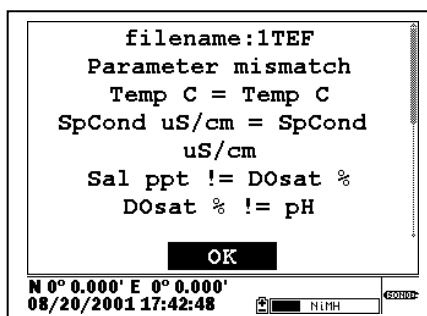 filename:1TEF
Parameter mismatch
Temp C = Temp C
SpCond uS/cm = SpCond
uS/cm
Sal ppt != DOsat %
DOsat % != pH
OK
N 0° 0.000' E 0° 0.000'
08/20/2001 17:42:48
NiMH
SONDE